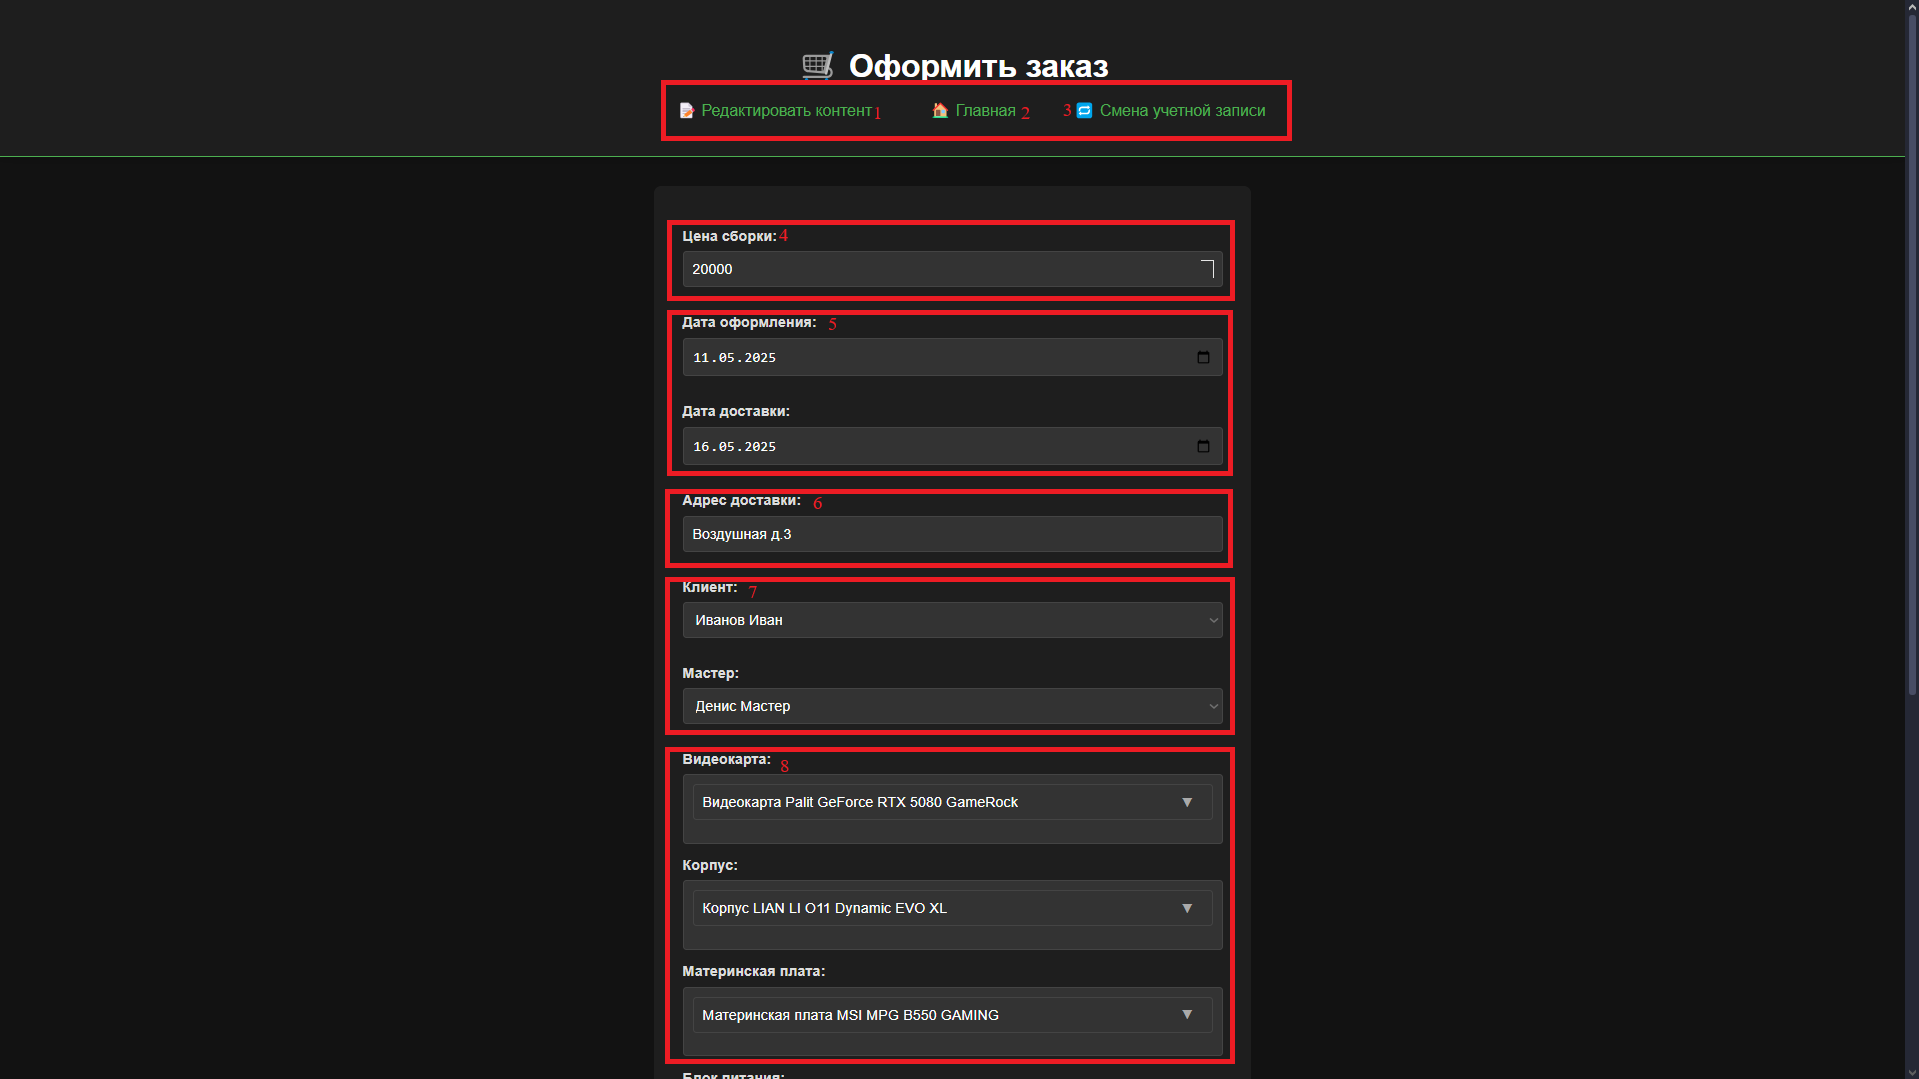 🛒 Оформить заказ
📝 Редактировать контент 1 🏠 Главная 2 3 🔁 Смена учетной записи
Цена сборки: 4
20000
Дата оформления: 5
11.05.2025
Дата доставки:
16.05.2025
Адрес доставки: 6
Воздушная д.3
Клиент: 7
Иванов Иван
Мастер:
Денис Мастер
Видеокарта: 8
Видеокарта Palit GeForce RTX 5080 GameRock ▼
Корпус:
Корпус LIAN LI O11 Dynamic EVO XL ▼
Материнская плата:
Материнская плата MSI MPG B550 GAMING ▼
Блок питания: